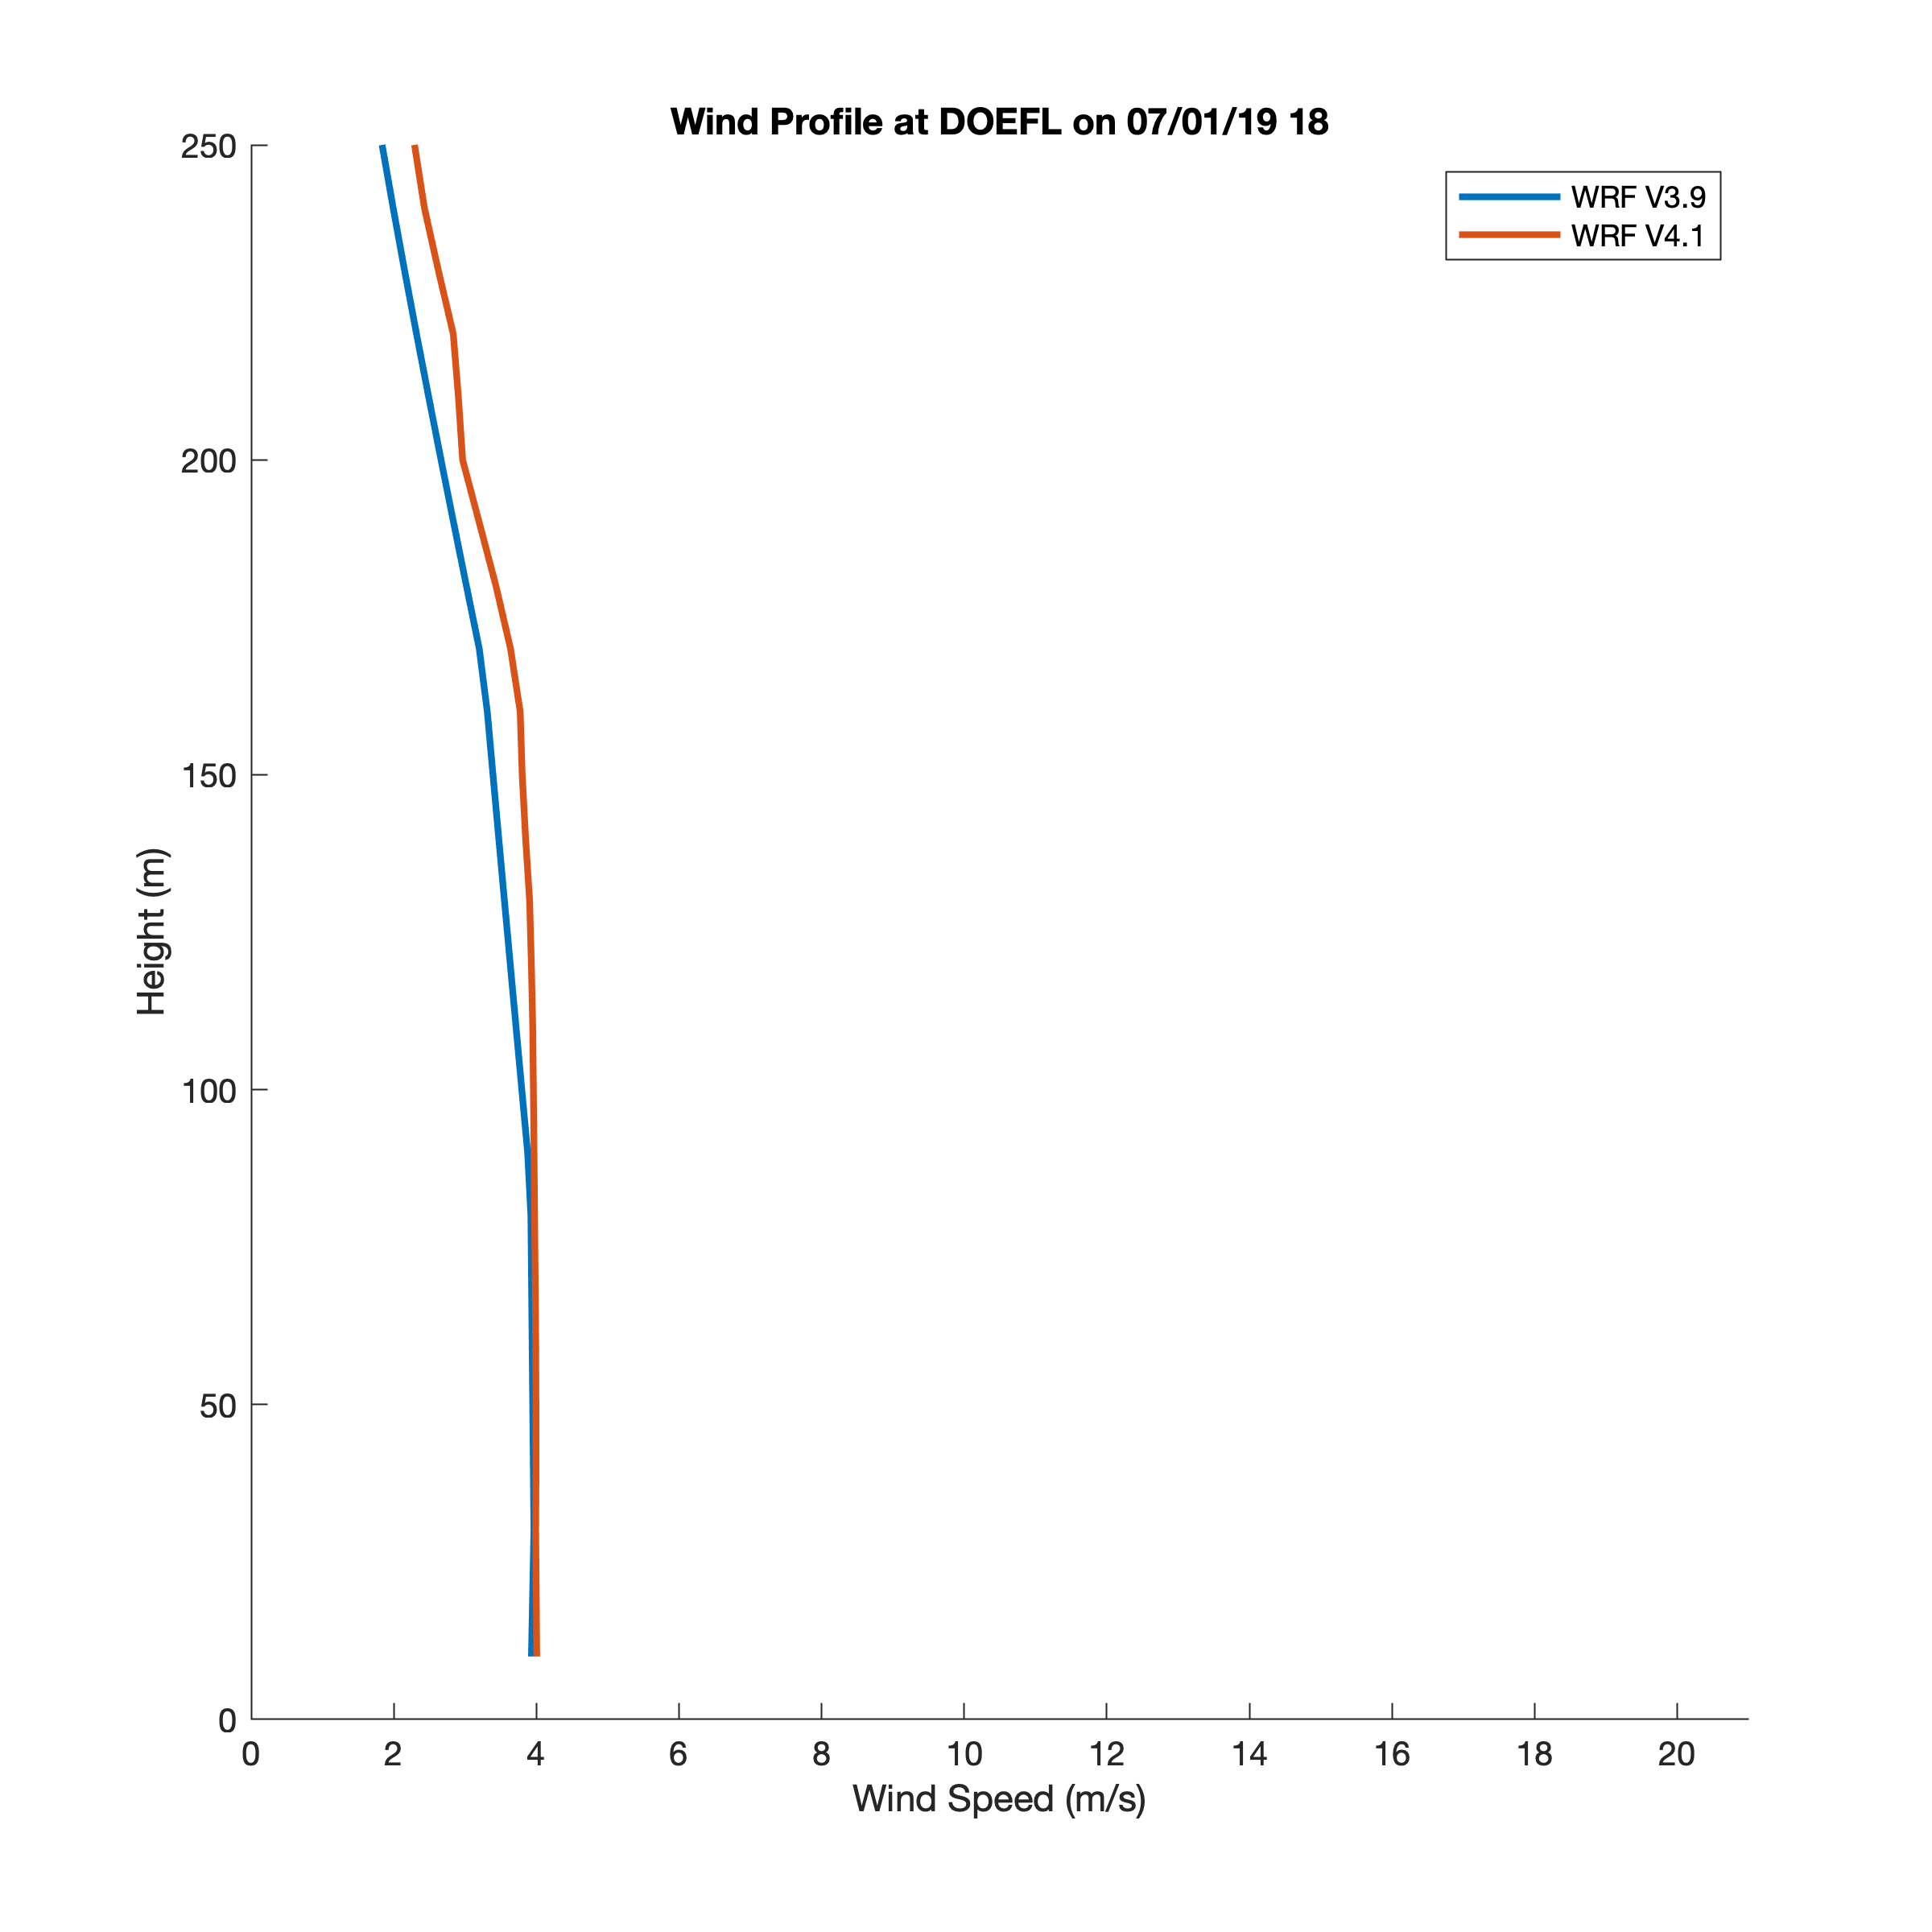 Wind Profile at DOEFL on 07/01/19 18
WRF V3.9
WRF V4.1
250
200
150
100
50
0
Height (m)
0 2 4 6 8 10 12 14 16 18 20
Wind Speed (m/s)